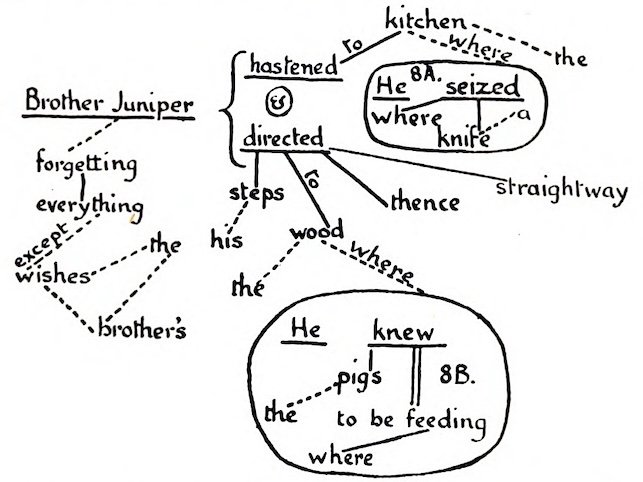 kitchen
to
where
the
hastened
He 8A. seized
where
knife
a
Brother Juniper
&
directed
forgetting
everything
except
wishes
the
brother's
steps
his
to
wood
the
where
thence
straightway
He knew
pigs 8B.
the
to be feeding
where